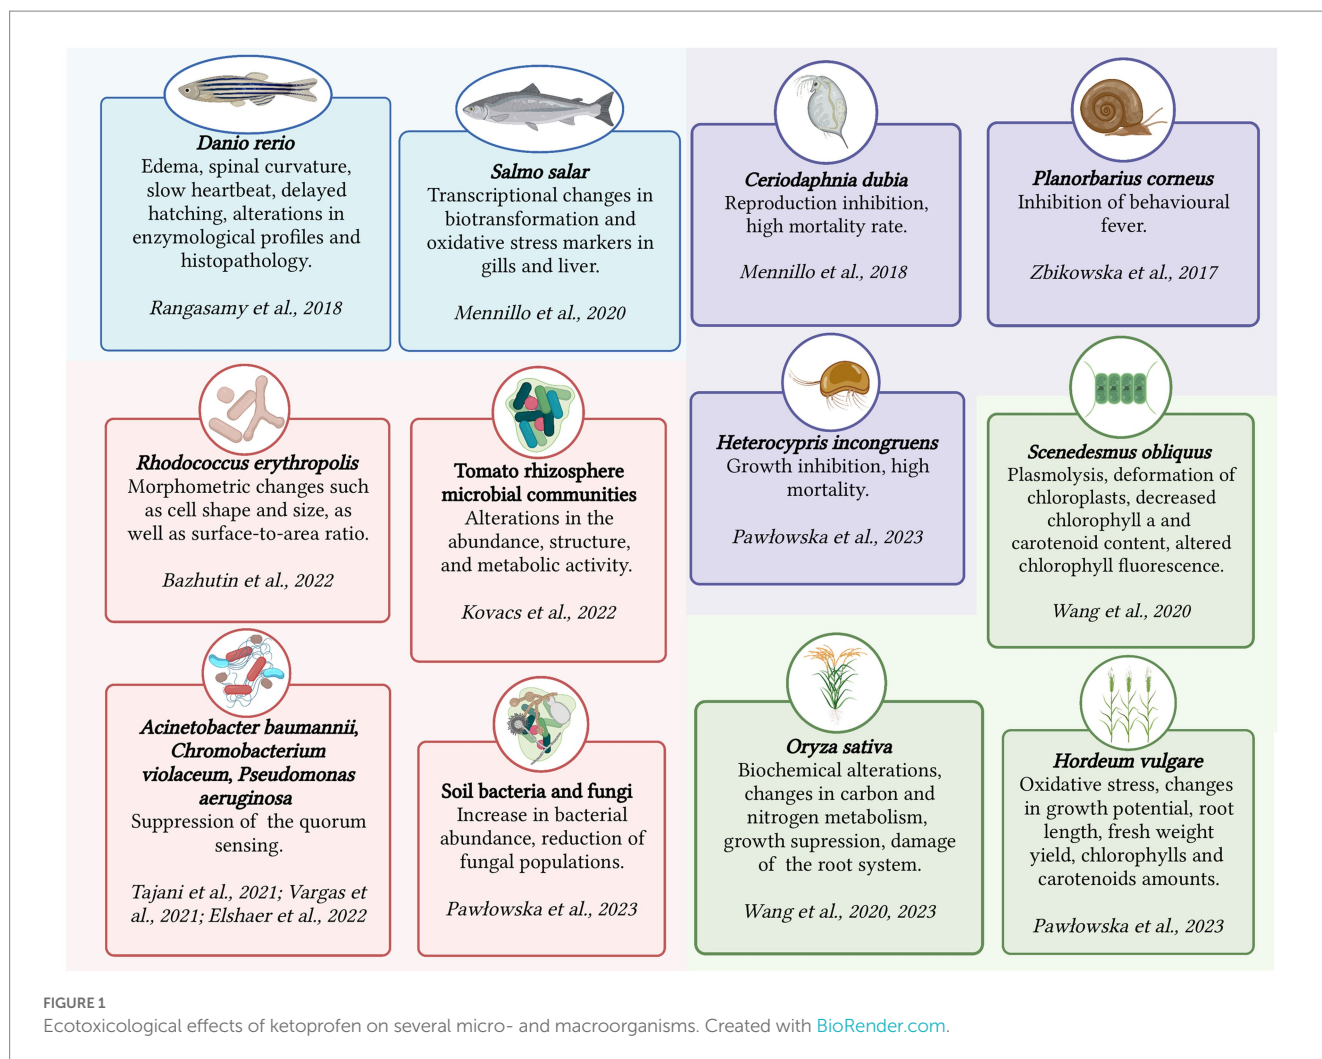 Danio rerio
Edema, spinal curvature,
slow heartbeat, delayed
hatching, alterations in
enzymological profiles and
histopathology.
Rangasamy et al., 2018
Salmo salar
Transcriptional changes in
biotransformation and
oxidative stress markers in
gills and liver.
Mennillo et al., 2020
Ceriodaphnia dubia
Reproduction inhibition,
high mortality rate.
Mennillo et al., 2018
Planorbarius corneus
Inhibition of behavioural
fever.
Zbikowska et al., 2017
Rhodococcus erythropolis
Morphometric changes such
as cell shape and size, as
well as surface-to-area ratio.
Bazhutin et al., 2022
Tomato rhizosphere
microbial communities
Alterations in the
abundance, structure,
and metabolic activity.
Kovacs et al., 2022
Heterocypris incongruens
Growth inhibition, high
mortality.
Pawłowska et al., 2023
Scenedesmus obliquus
Plasmolysis, deformation of
chloroplasts, decreased
chlorophyll a and
carotenoid content, altered
chlorophyll fluorescence.
Wang et al., 2020
Acinetobacter baumannii,
Chromobacterium
violaceum, Pseudomonas
aeruginosa
Suppression of the quorum
sensing.
Tajani et al., 2021; Vargas et
al., 2021; Elshaer et al., 2022
Soil bacteria and fungi
Increase in bacterial
abundance, reduction of
fungal populations.
Pawłowska et al., 2023
Oryza sativa
Biochemical alterations,
changes in carbon and
nitrogen metabolism,
growth supression, damage
of the root system.
Wang et al., 2020, 2023
Hordeum vulgare
Oxidative stress, changes
in growth potential, root
length, fresh weight
yield, chlorophylls and
carotenoids amounts.
Pawłowska et al., 2023
FIGURE 1
Ecotoxicological effects of ketoprofen on several micro- and macroorganisms. Created with BioRender.com.